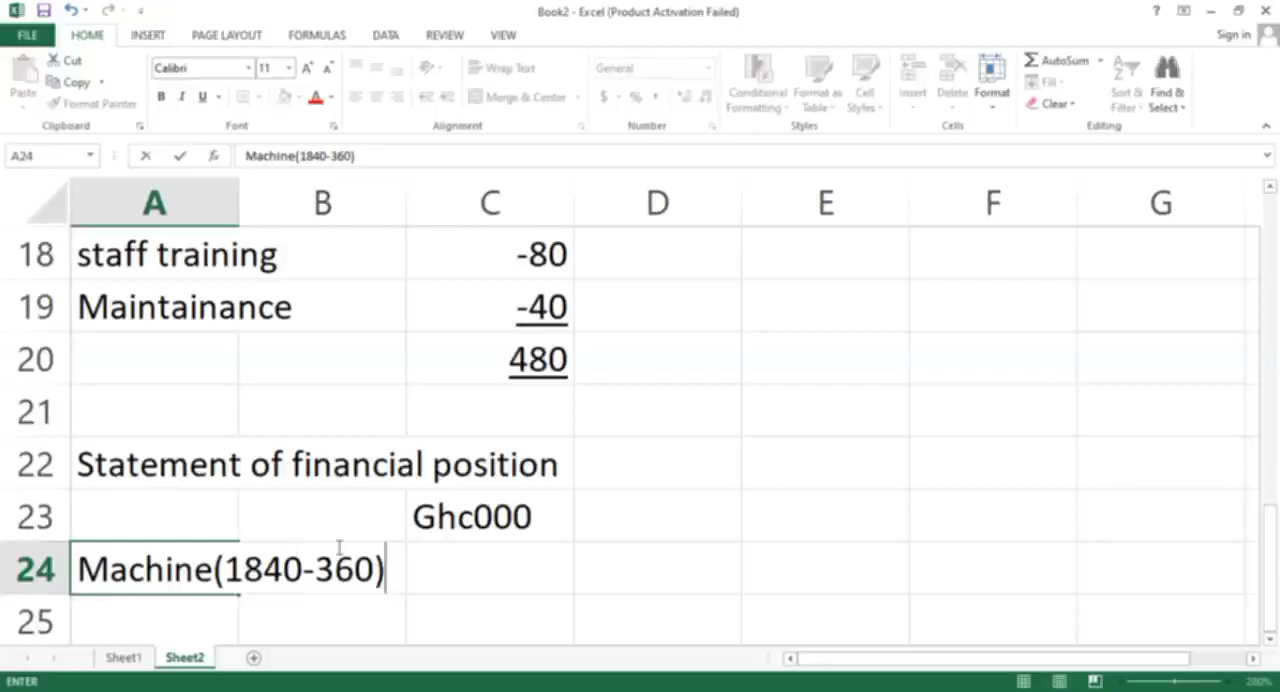 Book2 - Excel (Product Activation Failed)
FILE HOME INSERT PAGE LAYOUT FORMULAS DATA REVIEW VIEW Sign in
Cut
Copy
Format Painter
Paste
Clipboard
Calibri 11
B I U
Font
Wrap Text
Merge & Center
Alignment
General
$ % ,
Number
Conditional Formatting
Format as Table
Cell Styles
Styles
Insert Delete Format
Cells
AutoSum
Fill
Clear
Sort & Filter
Find & Select
Editing
A24 fx Machine(1840-360)
A B C D E F G
18 staff training -80
19 Maintainance -40
20 480
21
22 Statement of financial position
23 Ghc000
24 Machine(1840-360)
25
Sheet1 Sheet2
ENTER 280%